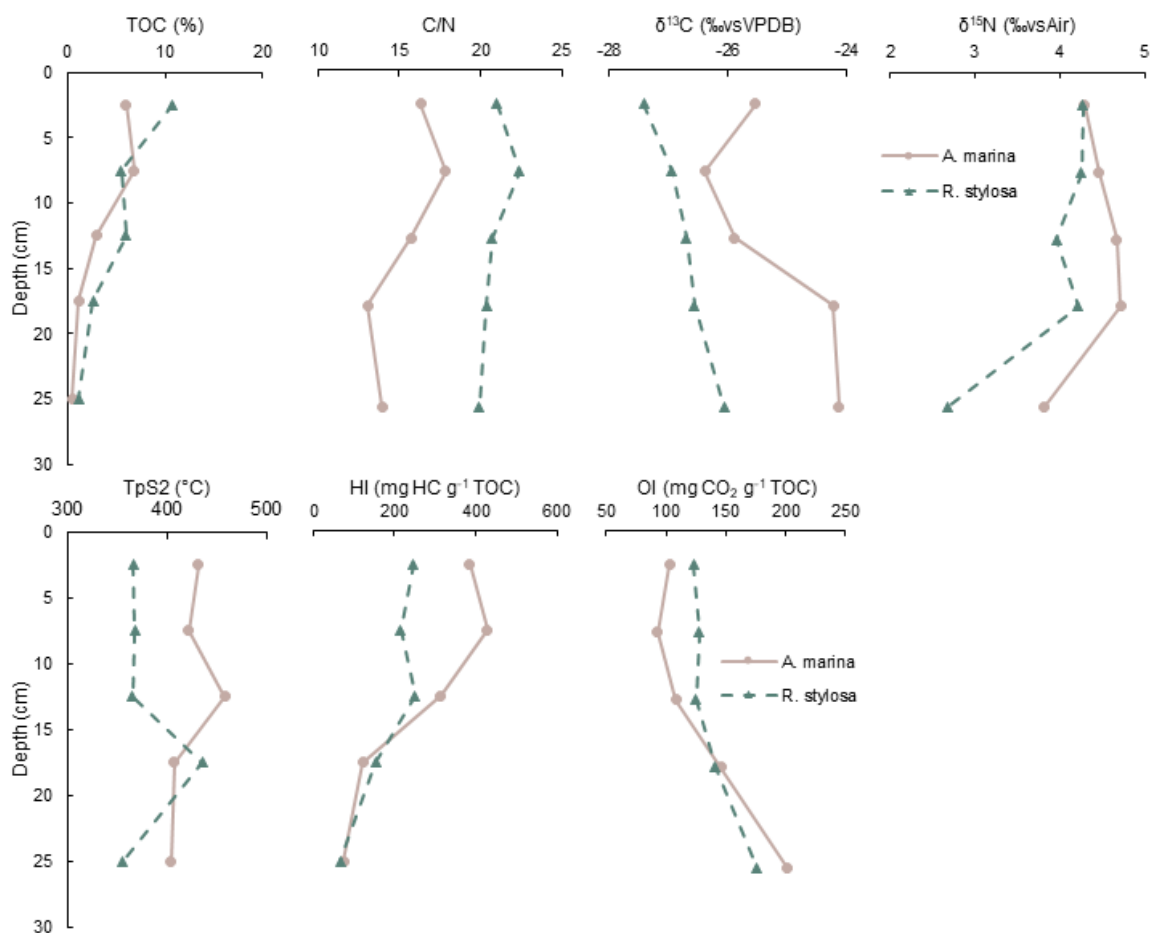 TOC (%)
0 10 20
C/N
10 15 20 25
δ¹³C (‰vsVPDB)
-28 -26 -24
δ¹⁵N (‰vsAir)
2 3 4 5
Depth (cm)
0
5
10
15
20
25
30
A. marina
R. stylosa
TpS2 (°C)
300 400 500
HI (mg HC g⁻¹ TOC)
0 200 400 600
OI (mg CO₂ g⁻¹ TOC)
50 100 150 200 250
Depth (cm)
0
5
10
15
20
25
30
A. marina
R. stylosa